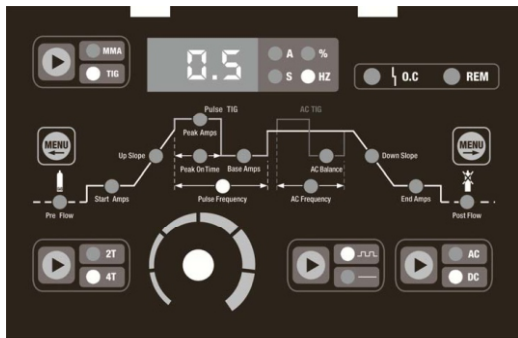 MMA
TIG
0.5
A
%
S
HZ
O.C
REM
MENU
Pulse TIG
AC TIG
Peak Amps
MENU
Up Slope
Peak On Time
Base Amps
AC Balance
Down Slope
Pre Flow
Start Amps
Pulse Frequency
AC Frequency
End Amps
Post Flow
2T
4T
AC
DC